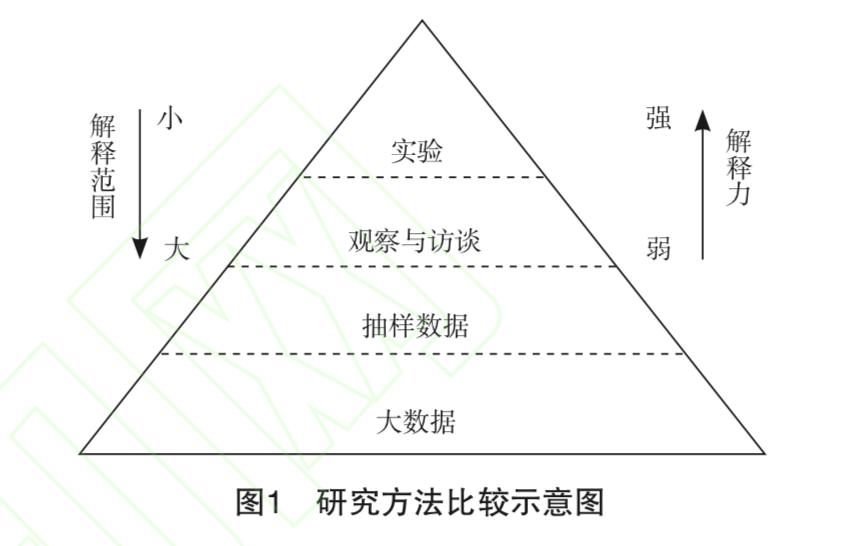 解释范围
小
大
实验
观察与访谈
抽样数据
大数据
强
弱
解释力
图1 研究方法比较示意图